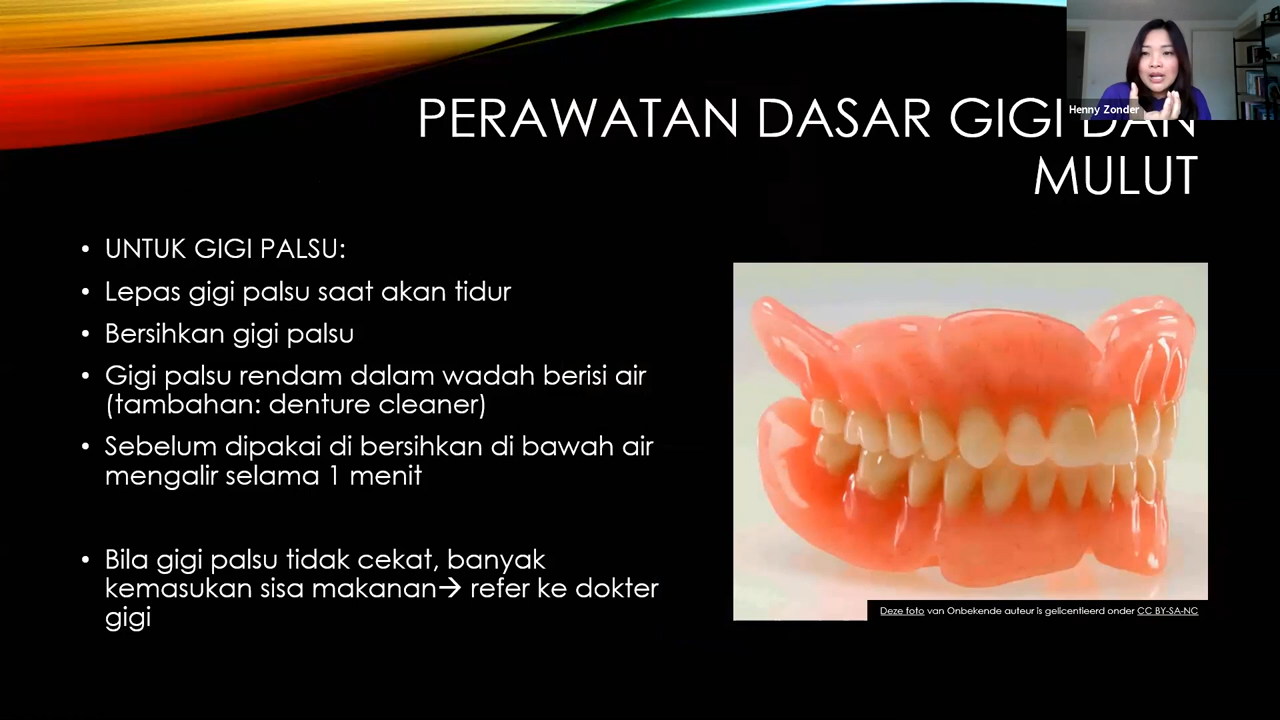 Henny Zonder
PERAWATAN DASAR GIGI DAN
MULUT
• UNTUK GIGI PALSU:
• Lepas gigi palsu saat akan tidur
• Bersihkan gigi palsu
• Gigi palsu rendam dalam wadah berisi air
(tambahan: denture cleaner)
• Sebelum dipakai di bersihkan di bawah air
mengalir selama 1 menit
• Bila gigi palsu tidak cekat, banyak
kemasukan sisa makanan→ refer ke dokter
gigi
Deze foto van Onbekende auteur is gelicentieerd onder CC BY-SA-NC